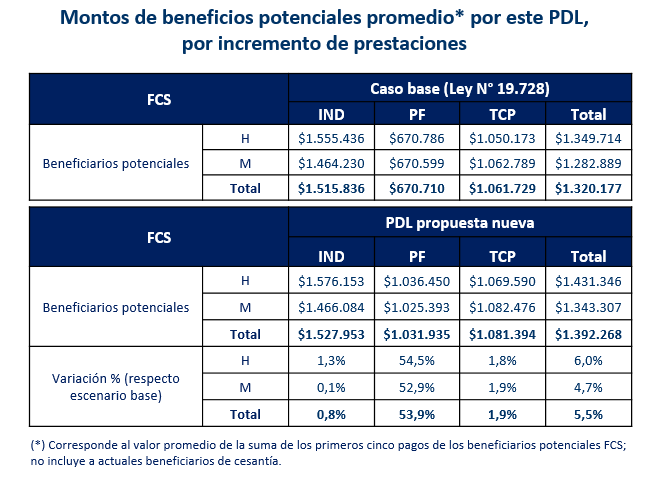 Montos de beneficios potenciales promedio* por este PDL,
por incremento de prestaciones
FCS Caso base (Ley N° 19.728)
IND PF TCP Total
Beneficiarios potenciales H $1.555.436 $670.786 $1.050.173 $1.349.714
M $1.464.230 $670.599 $1.062.789 $1.282.889
Total $1.515.836 $670.710 $1.061.729 $1.320.177
FCS PDL propuesta nueva
IND PF TCP Total
Beneficiarios potenciales H $1.576.153 $1.036.450 $1.069.590 $1.431.346
M $1.466.084 $1.025.393 $1.082.476 $1.343.307
Total $1.527.953 $1.031.935 $1.081.394 $1.392.268
Variación % (respecto
escenario base) H 1,3% 54,5% 1,8% 6,0%
M 0,1% 52,9% 1,9% 4,7%
Total 0,8% 53,9% 1,9% 5,5%
(*) Corresponde al valor promedio de la suma de los primeros cinco pagos de los beneficiarios potenciales FCS;
no incluye a actuales beneficiarios de cesantía.